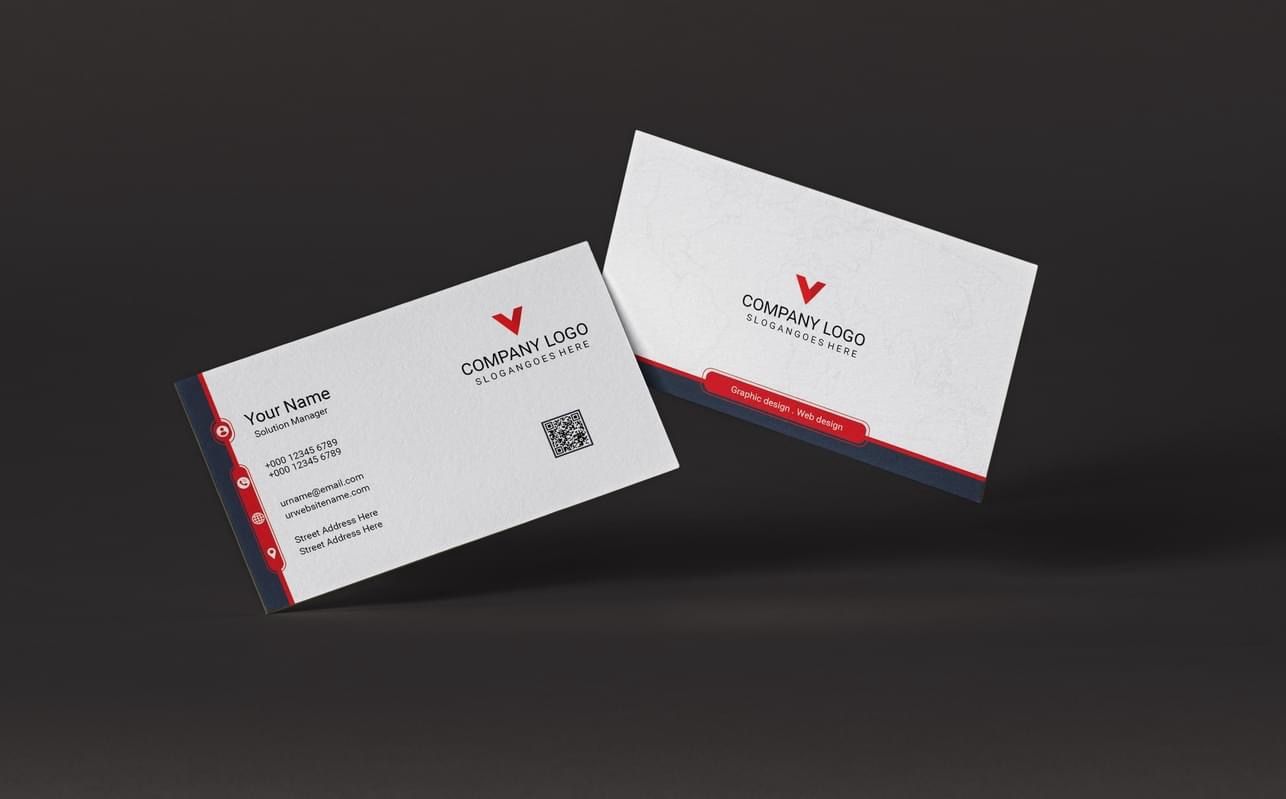 Your Name
Solution Manager
+000 12345 6789
+000 12345 6789
urname@email.com
urwebsitename.com
Street Address Here
Street Address Here
COMPANY LOGO
SLOGANGOES HERE
COMPANY LOGO
SLOGANGOES HERE
Graphic design . Web design